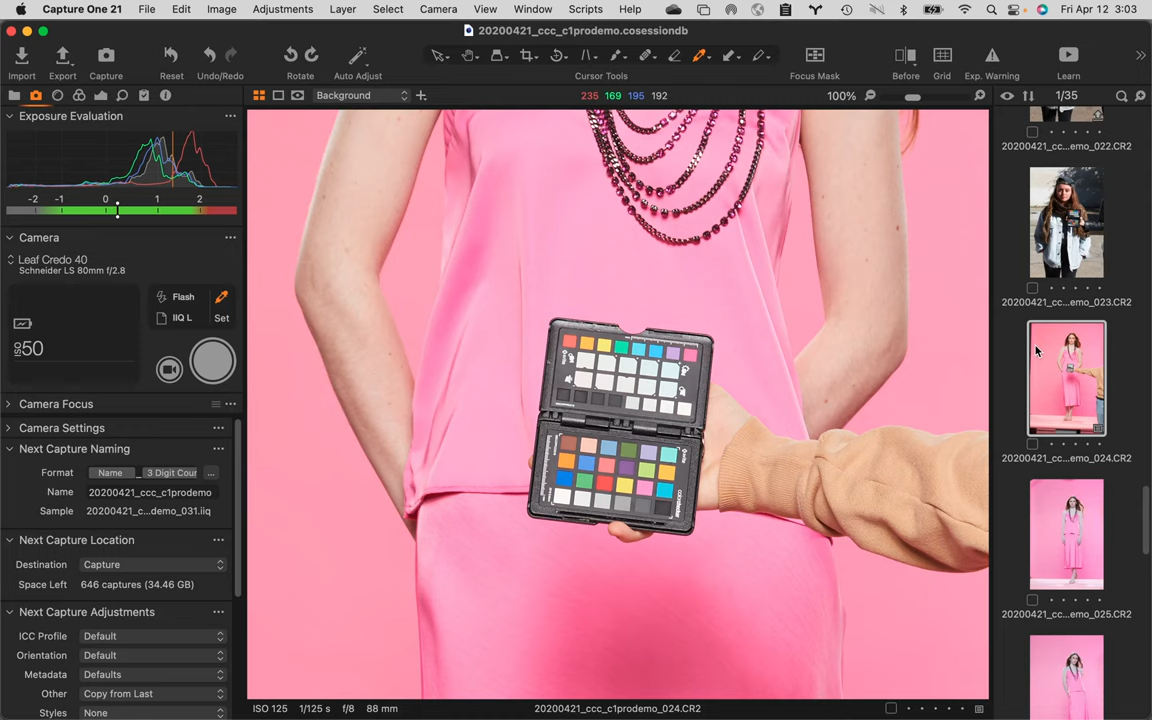 Capture One 21 File Edit Image Adjustments Layer Select Camera View Window Scripts Help Fri Apr 12 3:03
20200421_ccc_c1prodemo.cosessiondb
Import Export Capture Reset Undo/Redo Rotate Auto Adjust Cursor Tools Focus Mask Before Grid Exp. Warning Learn
Background 235 169 195 192 100% 1/35
Exposure Evaluation
-2 -1 0 1 2
Camera
Leaf Credo 40
Schneider LS 80mm f/2.8
Flash
IIQ L Set
ISO 50
Camera Focus
Camera Settings
Next Capture Naming
Format Name _ 3 Digit Cour ...
Name 20200421_ccc_c1prodemo
Sample 20200421_c...demo_031.iiq
Next Capture Location
Destination Capture
Space Left 646 captures (34.46 GB)
Next Capture Adjustments
ICC Profile Default
Orientation Default
Metadata Defaults
Other Copy from Last
Styles None
ISO 125 1/125 s f/8 88 mm 20200421_ccc_c1prodemo_024.CR2
20200421_cc...emo_022.CR2
20200421_cc...emo_023.CR2
20200421_cc...emo_024.CR2
20200421_cc...emo_025.CR2